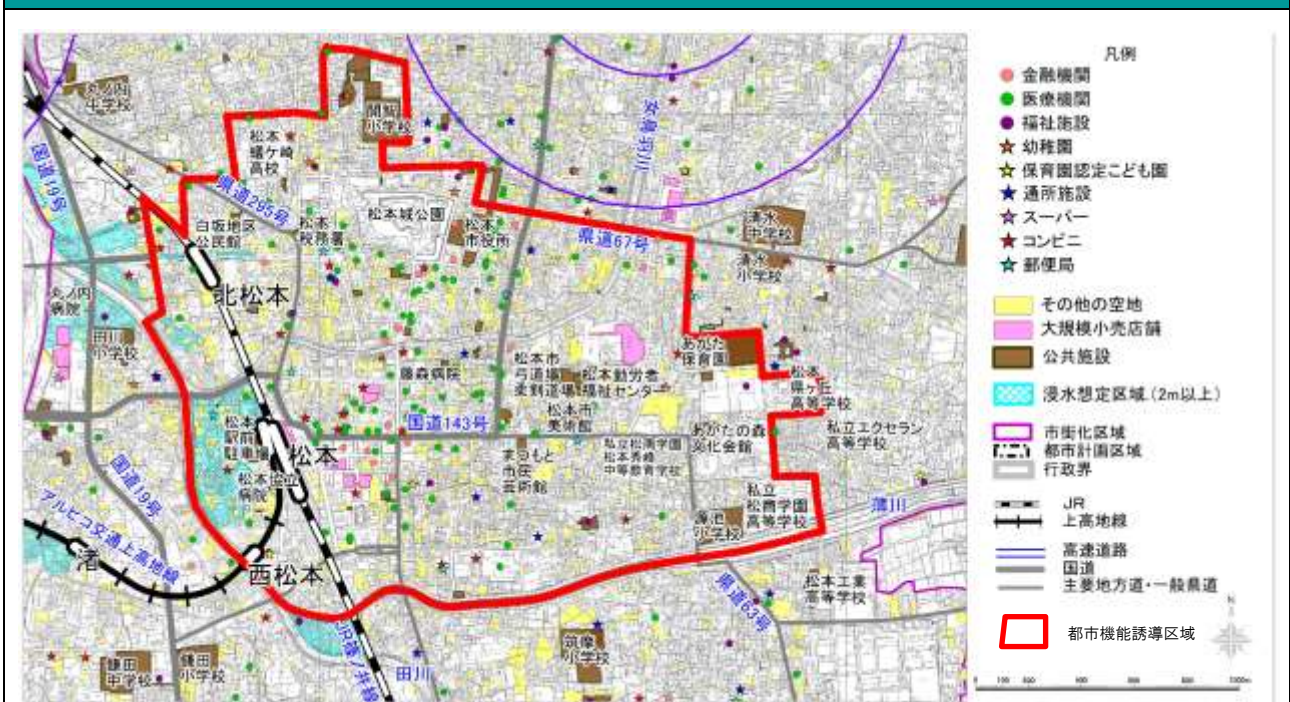 丸ノ内
中学校
開智
小学校
国道19号
松本
蟻ケ崎
高校
県道295号
女鳥羽川
白坂地区
公民館
松本
税務署
松本城公園
松本
市役所
県道67号
清水
中学校
清水
小学校
北松本
丸ノ内
病院
田川
小学校
藤森病院
松本市
弓道場
柔剣道場
松本勤労者
福祉センター
あがた
保育園
松本
県ヶ丘
高等学校
松本市
美術館
国道143号
松本
駅前
駐車場
松本
松本協立
病院
まつもと
市民
芸術館
私立松商学園
松本秀峰
中等教育学校
あがたの森
文化会館
私立エクセラン
高等学校
国道19号
アルピコ交通上高地線
渚
西松本
源池
小学校
私立
松商学園
高等学校
薄川
県道63号
松本工業
高等学校
筑摩
小学校
鎌田
中学校
鎌田
小学校
JR篠ノ井線
田川
凡例
金融機関
医療機関
福祉施設
幼稚園
保育園認定こども園
通所施設
スーパー
コンビニ
郵便局
その他の空地
大規模小売店舗
公共施設
浸水想定区域(2m以上)
市街化区域
都市計画区域
行政界
JR
上高地線
高速道路
国道
主要地方道・一般県道
都市機能誘導区域
N